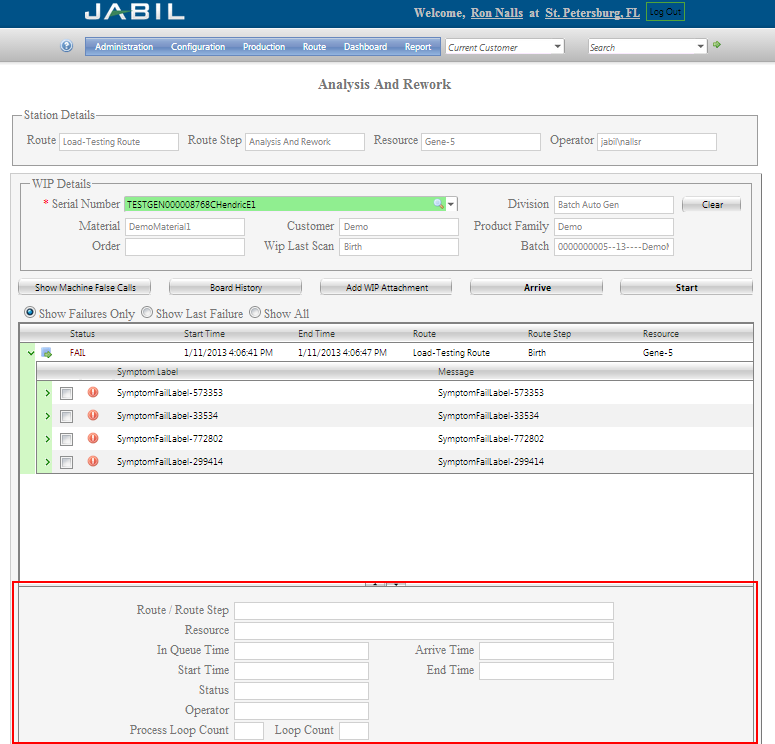 JABIL
Welcome, Ron Nalls at St. Petersburg, FL Log Out
Administration Configuration Production Route Dashboard Report Current Customer Search
Analysis And Rework
Station Details
Route Load-Testing Route Route Step Analysis And Rework Resource Gene-5 Operator jabil\nallsr
WIP Details
* Serial Number TESTGEN000008768CHendricE1 Division Batch Auto Gen Clear
Material DemoMaterial1 Customer Demo Product Family Demo
Order Wip Last Scan Birth Batch 0000000005--13----Demo
Show Machine False Calls Board History Add WIP Attachment Arrive Start
Show Failures Only Show Last Failure Show All
Status Start Time End Time Route Route Step Resource
FAIL 1/11/2013 4:06:41 PM 1/11/2013 4:06:47 PM Load-Testing Route Birth Gene-5
Symptom Label Message
SymptomFailLabel-573353 SymptomFailLabel-573353
SymptomFailLabel-33534 SymptomFailLabel-33534
SymptomFailLabel-772802 SymptomFailLabel-772802
SymptomFailLabel-299414 SymptomFailLabel-299414
Route / Route Step
Resource
In Queue Time Arrive Time
Start Time End Time
Status
Operator
Process Loop Count Loop Count